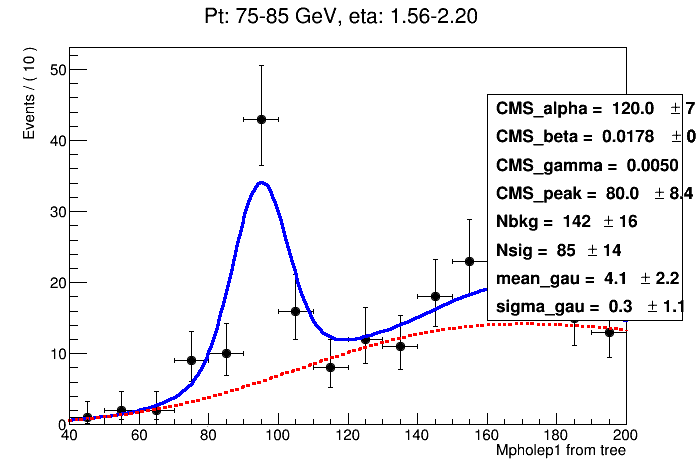 Pt: 75-85 GeV, eta: 1.56-2.20
Events / ( 10 )
50
40
30
20
10
0
CMS_alpha = 120.0 ± 7
CMS_beta = 0.0178 ± 0
CMS_gamma = 0.0050
CMS_peak = 80.0 ± 8.4
Nbkg = 142 ± 16
Nsig = 85 ± 14
mean_gau = 4.1 ± 2.2
sigma_gau = 0.3 ± 1.1
40 60 80 100 120 140 160 180 200
Mpholep1 from tree